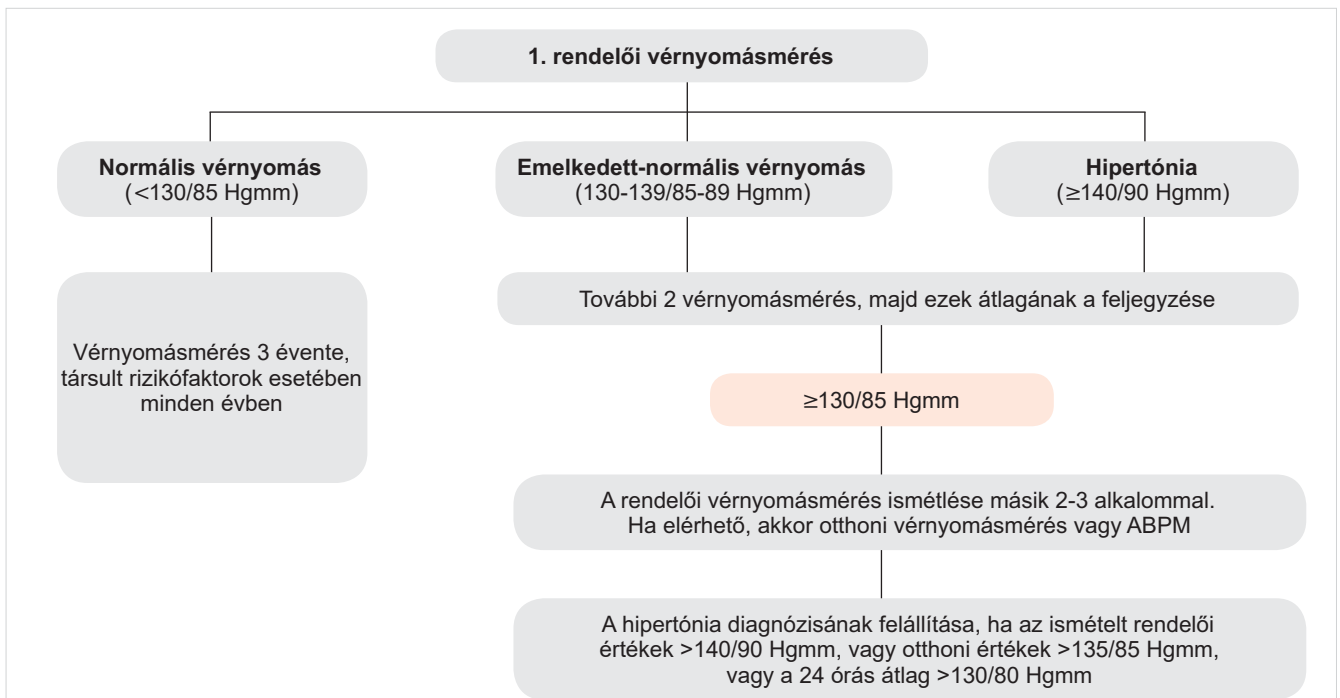 1. rendelői vérnyomásmérés
Normális vérnyomás
(<130/85 Hgmm)
Emelkedett-normális vérnyomás
(130-139/85-89 Hgmm)
Hipertónia
(≥140/90 Hgmm)
Vérnyomásmérés 3 évente,
társult rizikófaktorok esetében
minden évben
További 2 vérnyomásmérés, majd ezek átlagának a feljegyzése
≥130/85 Hgmm
A rendelői vérnyomásmérés ismétlése másik 2-3 alkalommal.
Ha elérhető, akkor otthoni vérnyomásmérés vagy ABPM
A hipertónia diagnózisának felállítása, ha az ismételt rendelői
értékek >140/90 Hgmm, vagy otthoni értékek >135/85 Hgmm,
vagy a 24 órás átlag >130/80 Hgmm